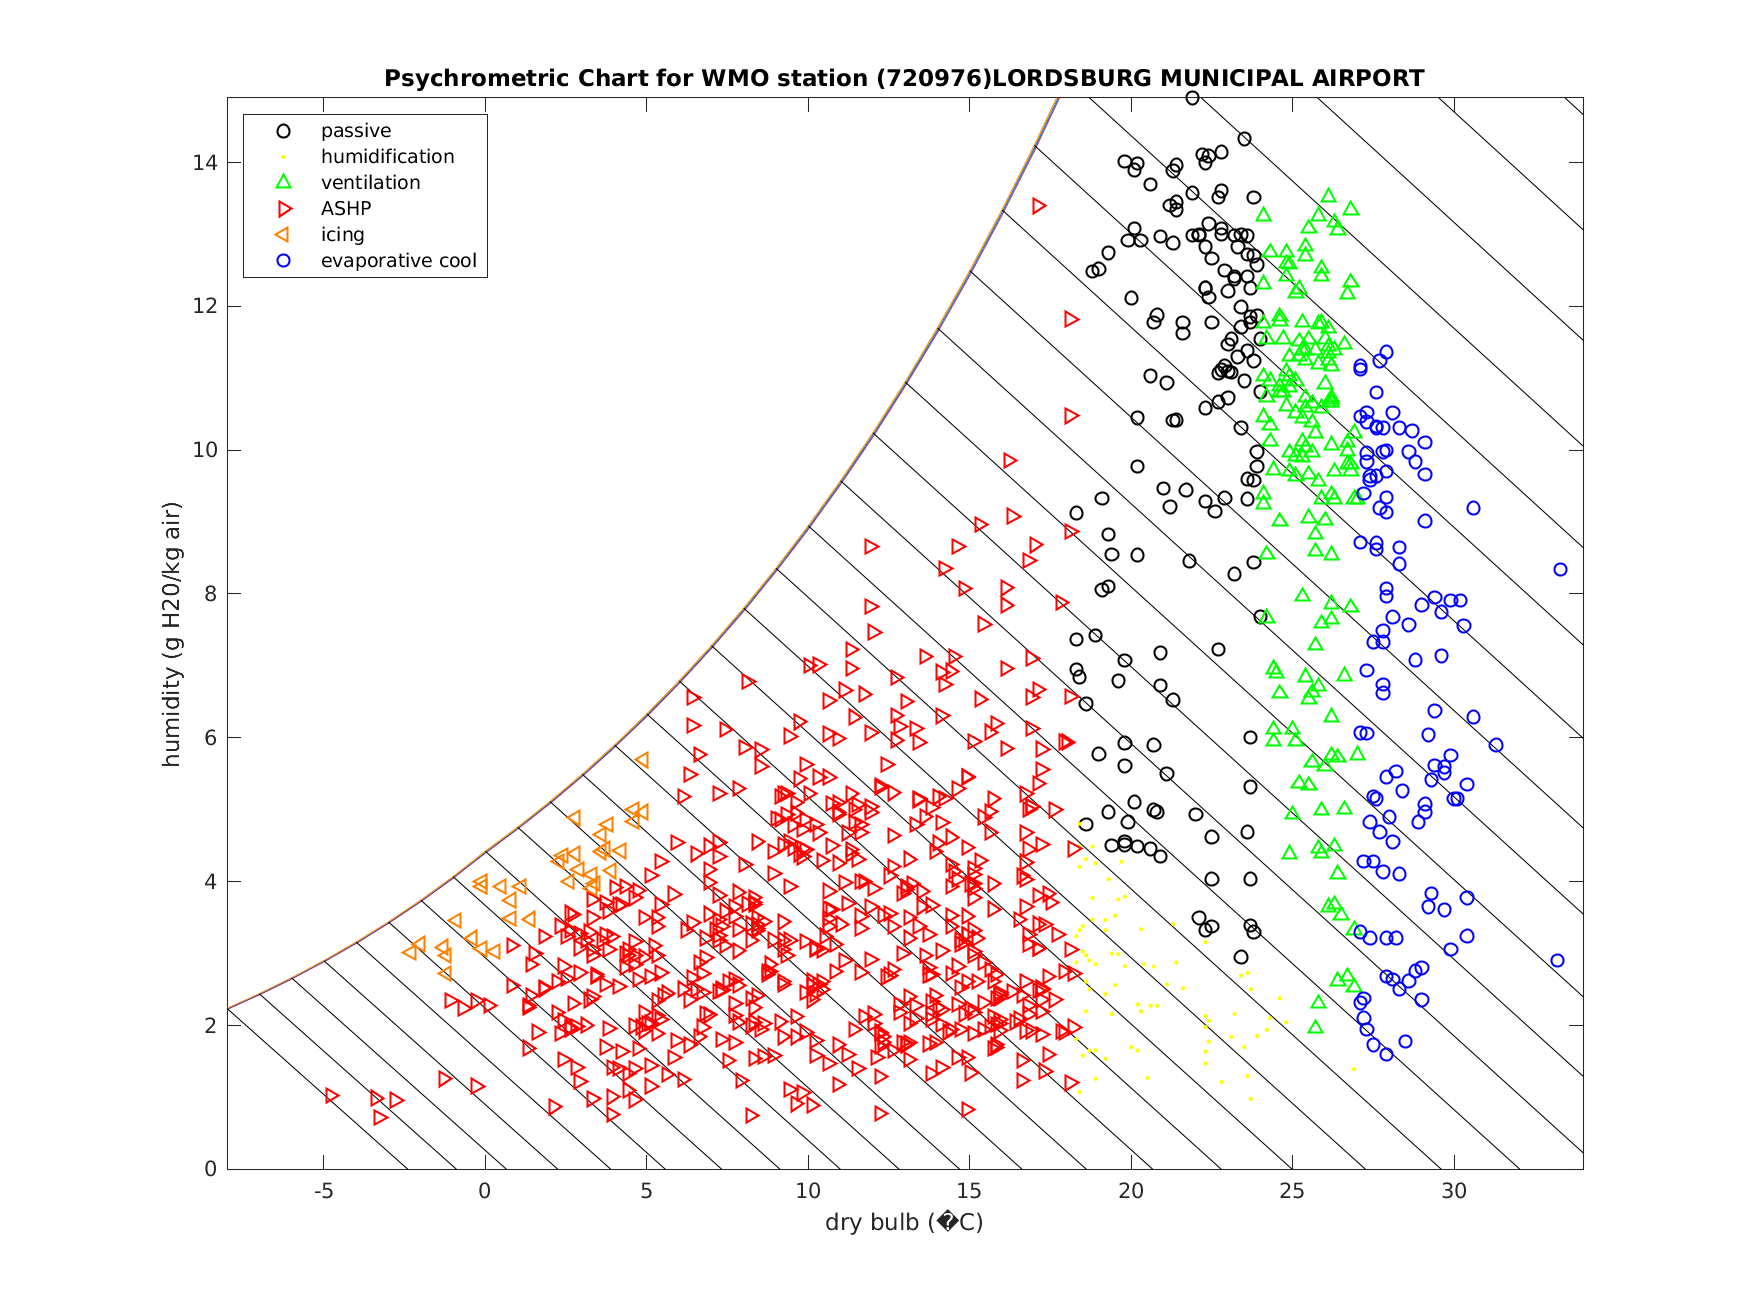 Psychrometric Chart for WMO station (720976)LORDSBURG MUNICIPAL AIRPORT
passive
humidification
ventilation
ASHP
icing
evaporative cool
14
12
10
8
6
4
2
0
humidity (g H20/kg air)
-5 0 5 10 15 20 25 30
dry bulb (�C)